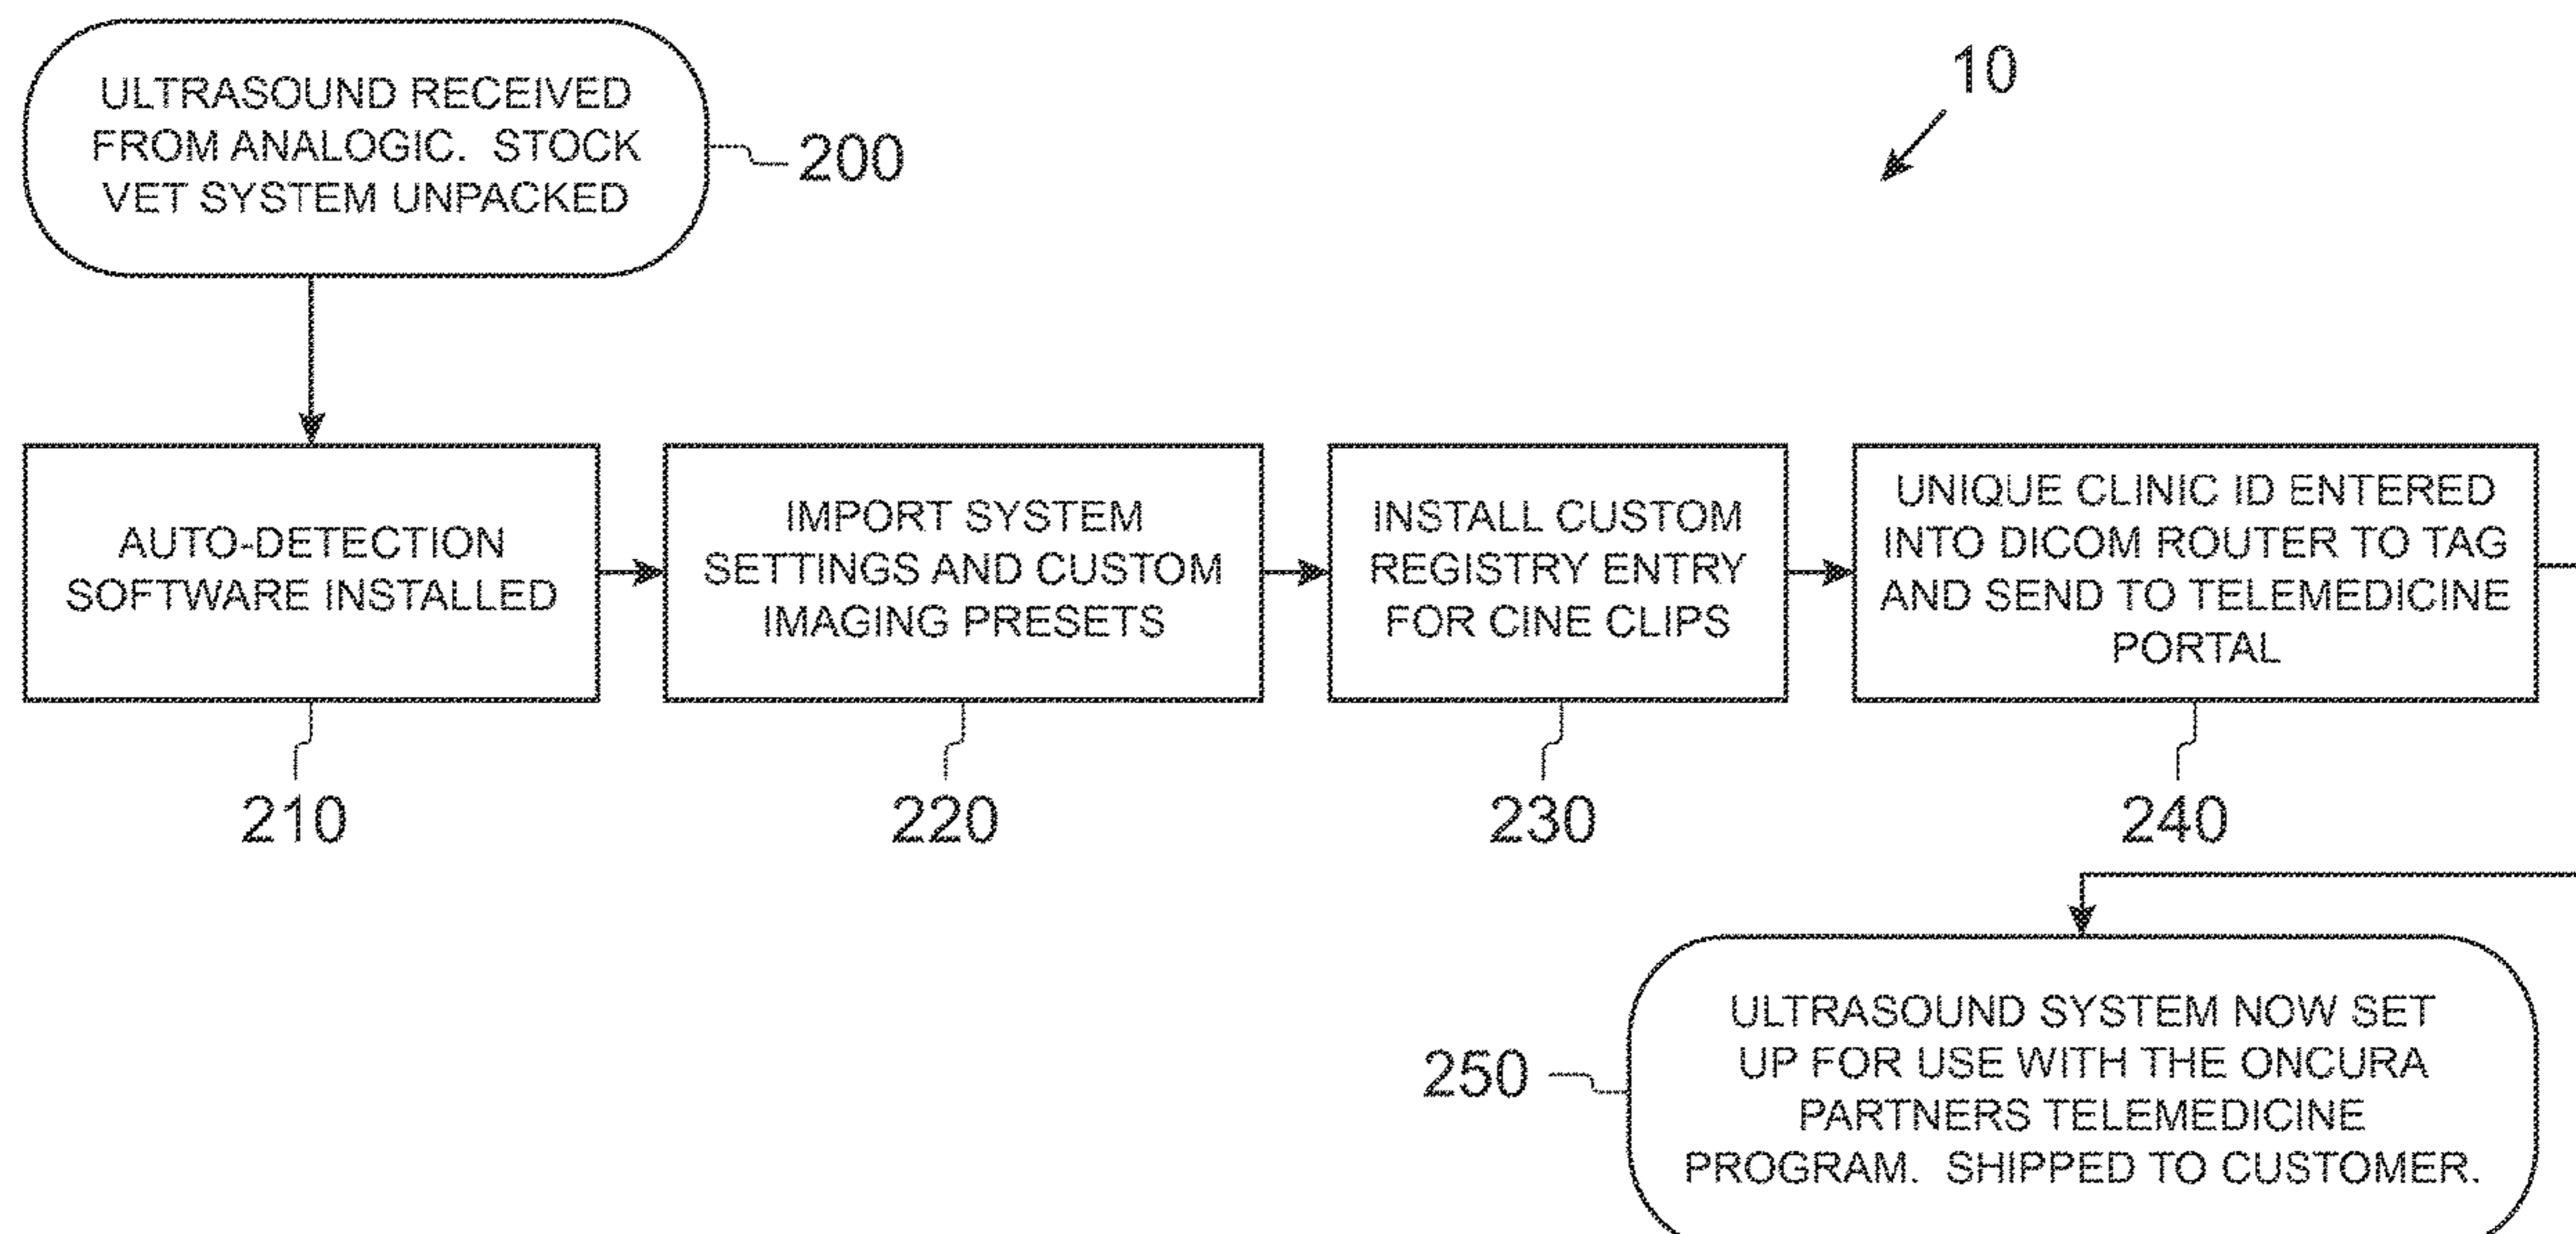 10
ULTRASOUND RECEIVED
FROM ANALOGIC.  STOCK
VET SYSTEM UNPACKED
200
AUTO-DETECTION
SOFTWARE INSTALLED
210
IMPORT SYSTEM
SETTINGS AND CUSTOM
IMAGING PRESETS
220
INSTALL CUSTOM
REGISTRY ENTRY
FOR CINE CLIPS
230
UNIQUE CLINIC ID ENTERED
INTO DICOM ROUTER TO TAG
AND SEND TO TELEMEDICINE
PORTAL
240
250
ULTRASOUND SYSTEM NOW SET
UP FOR USE WITH THE ONCURA
PARTNERS TELEMEDICINE
PROGRAM.  SHIPPED TO CUSTOMER.